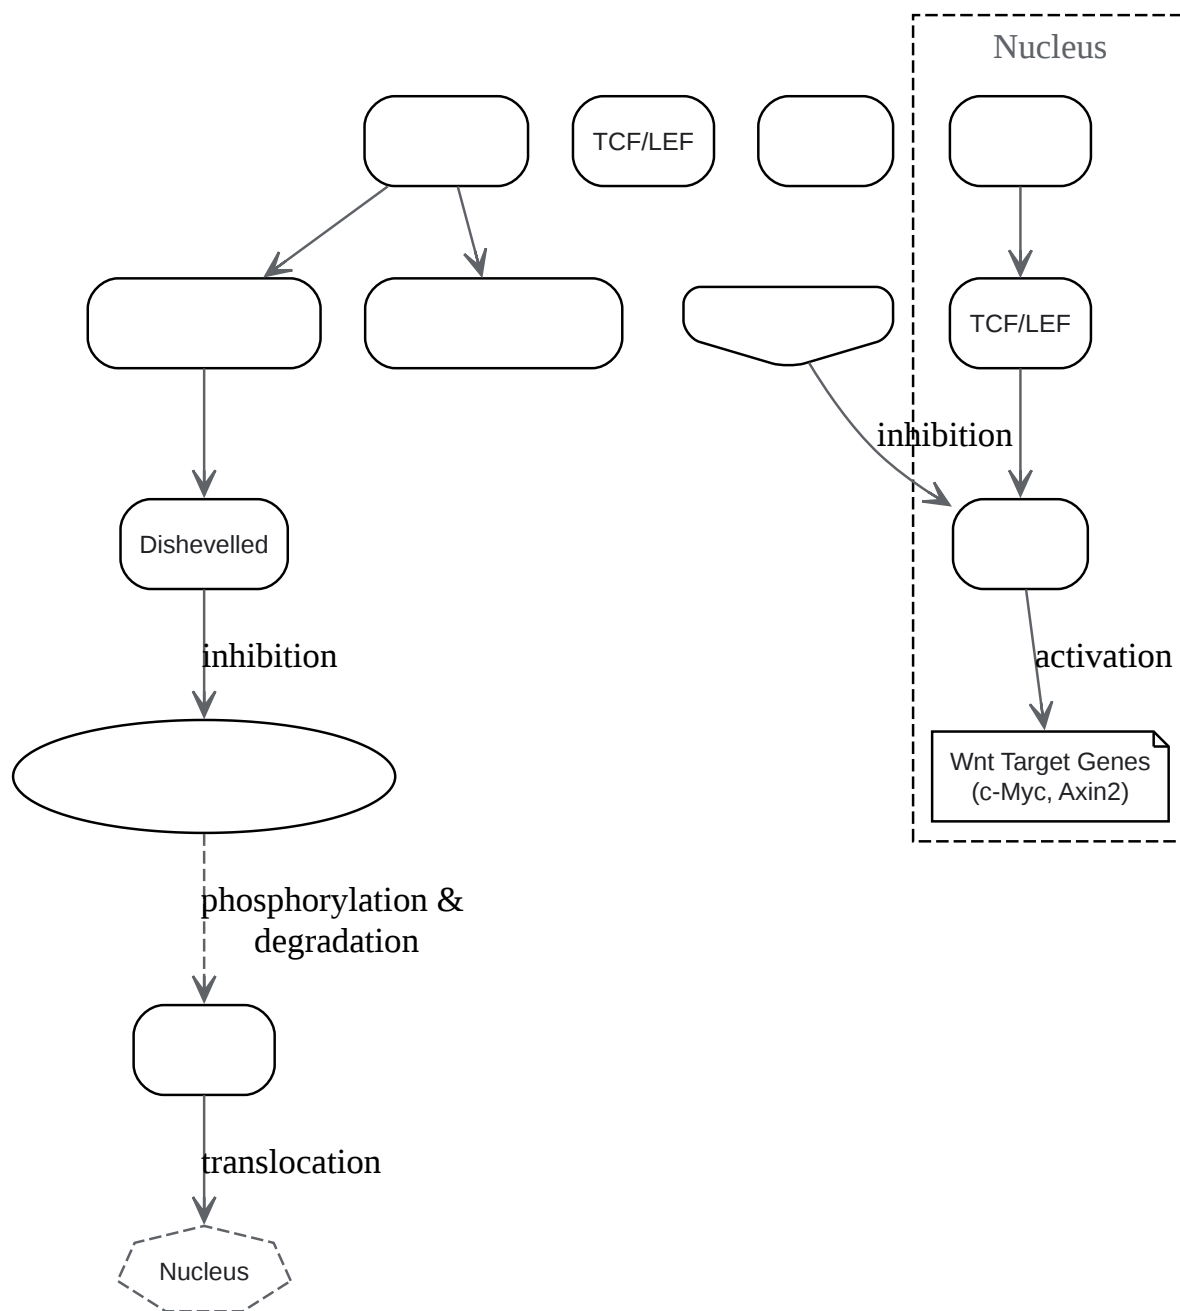 Nucleus
TCF/LEF
TCF/LEF
inhibition
Dishevelled
inhibition
activation
Wnt Target Genes
(c-Myc, Axin2)
phosphorylation &
degradation
translocation
Nucleus